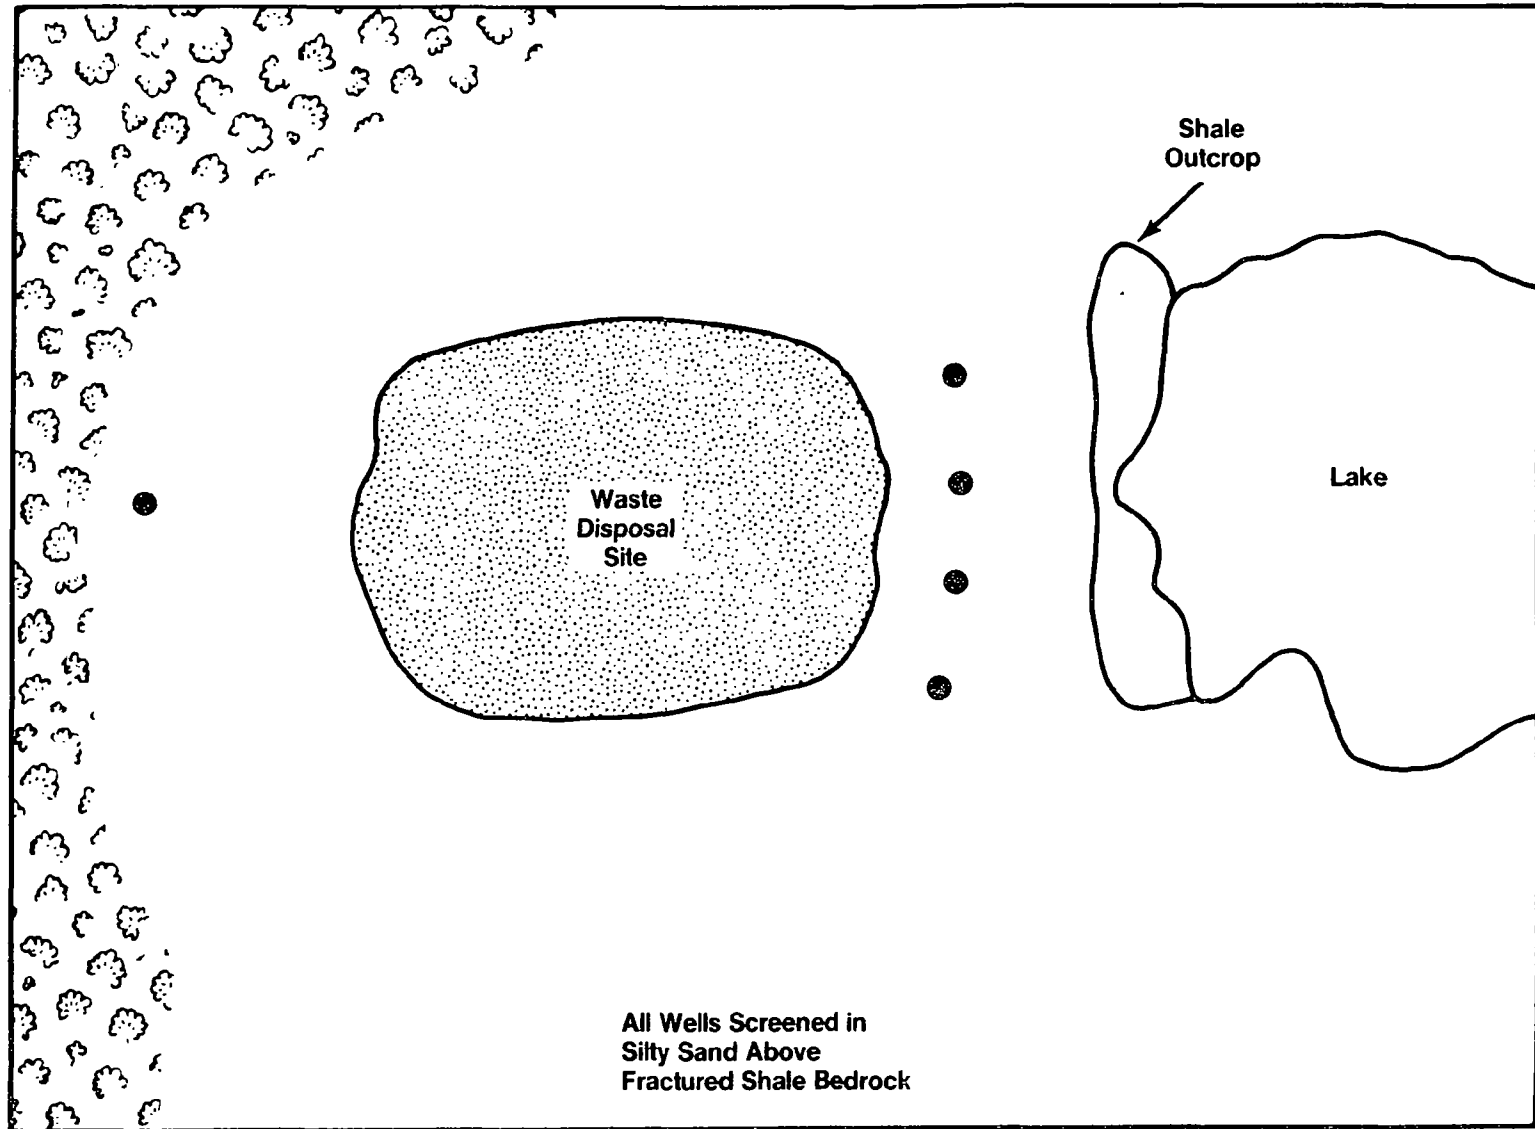 Shale
Outcrop
Lake
Waste
Disposal
Site
All Wells Screened in
Silty Sand Above
Fractured Shale Bedrock